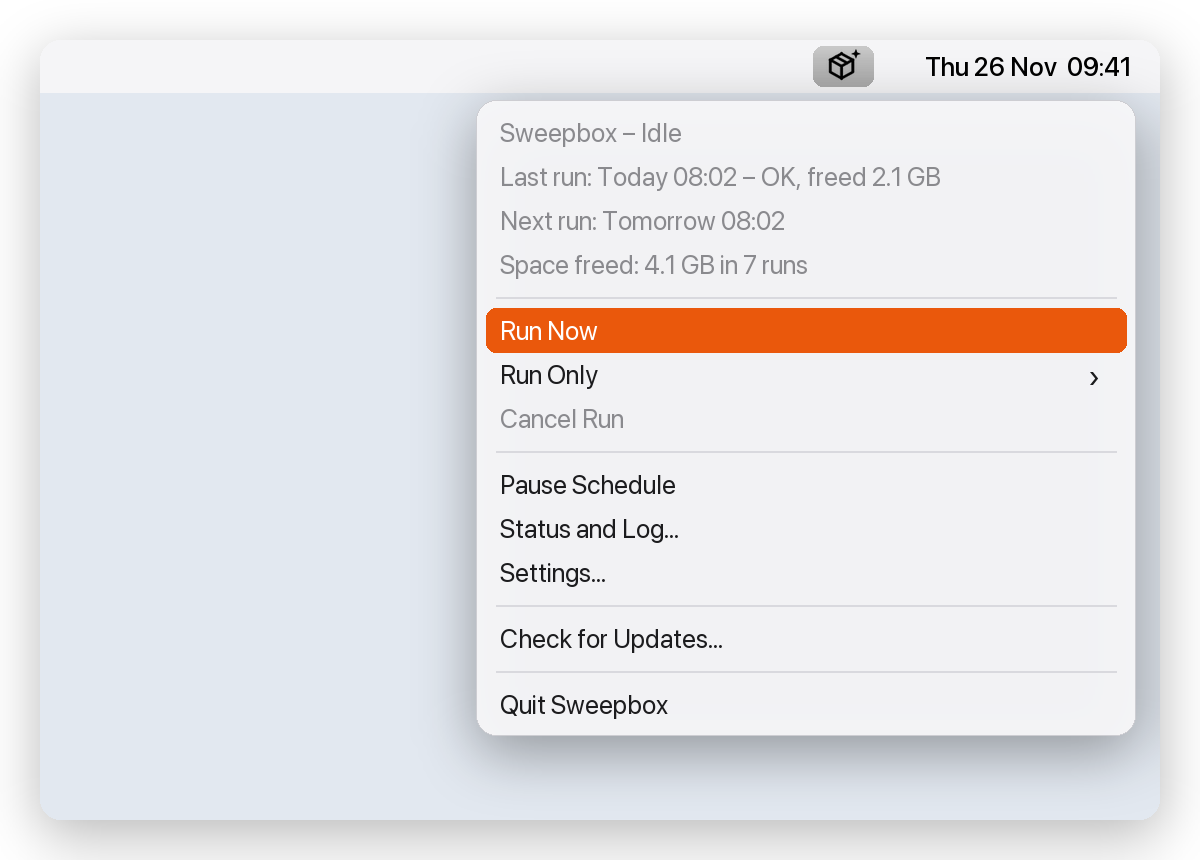 Thu 26 Nov 09:41
Sweepbox – Idle
Last run: Today 08:02 – OK, freed 2.1 GB
Next run: Tomorrow 08:02
Space freed: 4.1 GB in 7 runs
Run Now
Run Only
Cancel Run
Pause Schedule
Status and Log...
Settings...
Check for Updates...
Quit Sweepbox